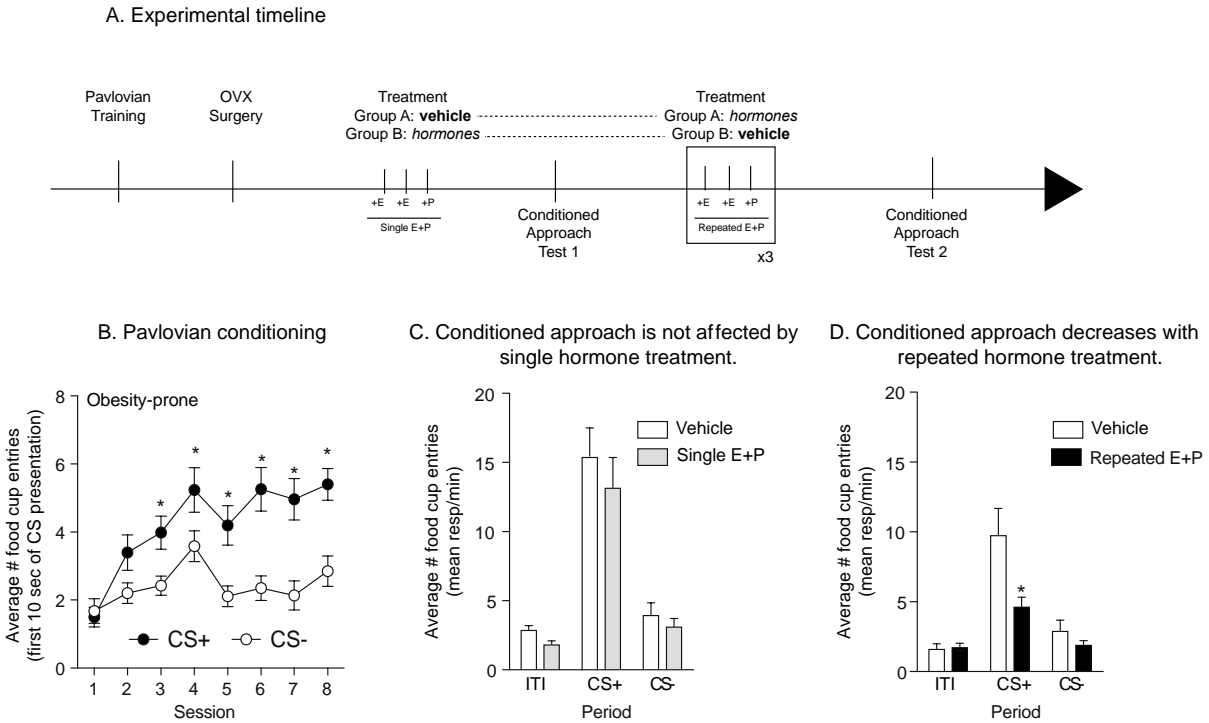 A. Experimental timeline
Pavlovian
Training
OVX
Surgery
Treatment
Group A: vehicle
Group B: hormones
Treatment
Group A: hormones
Group B: vehicle
+E +E +P
Single E+P
Conditioned
Approach
Test 1
+E +E +P
Repeated E+P
x3
Conditioned
Approach
Test 2
B. Pavlovian conditioning
Average # food cup entries
(first 10 sec of CS presentation)
8
6
4
2
0
Obesity-prone
* * * * * *
CS+ CS-
1 2 3 4 5 6 7 8
Session
C. Conditioned approach is not affected by
single hormone treatment.
Average # food cup entries
(mean resp/min)
20
15
10
5
0
Vehicle
Single E+P
ITI CS+ CS-
Period
D. Conditioned approach decreases with
repeated hormone treatment.
Average # food cup entries
(mean resp/min)
20
15
10
5
0
Vehicle
Repeated E+P
*
ITI CS+ CS-
Period